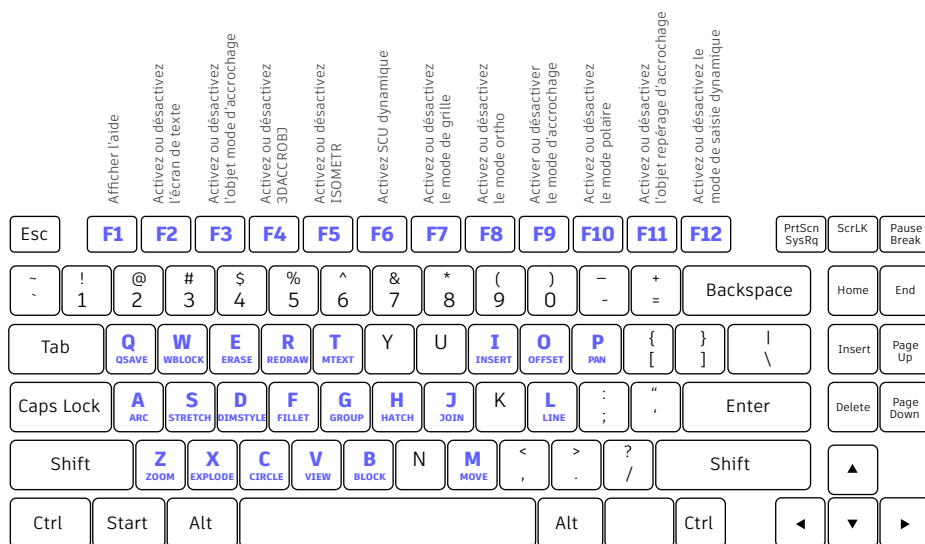 Afficher l'aide
Activez ou désactivez
l'écran de texte
Activez ou désactivez
l'objet mode d'accrochage
Activez ou désactivez
3DACCROBJ
Activez ou désactivez
ISOMETR
Activez SCU dynamique
Activez ou désactivez
le mode de grille
Activez ou désactivez
le mode ortho
Activer ou désactiver
le mode d'accrochage
Activez ou désactivez
le mode polaire
Activez ou désactivez
l'objet repérage d'accrochage
Activez ou désactivez le
mode de saisie dynamique
Esc F1 F2 F3 F4 F5 F6 F7 F8 F9 F10 F11 F12 PrtScn ScrLK Pause
SysRq Break
~ ! @ # $ % ^ & * ( ) — +
` 1 2 3 4 5 6 7 8 9 0 - = Backspace Home End
Tab Q W E R T Y U I O P { } | Insert Page
QSAVE WBLOCK ERASE REDRAW MTEXT INSERT OFFSET PAN [ ] \ Up
Caps Lock A S D F G H J K L : “ Enter Delete Page
ARC STRETCH DIMSTYLE FILLET GROUP HATCH JOIN LINE ; ‘ Down
Shift Z X C V B N M < > ? Shift ▲
ZOOM EXPLODE CIRCLE VIEW BLOCK MOVE , . /
Ctrl Start Alt Alt Ctrl ◄ ▼ ►